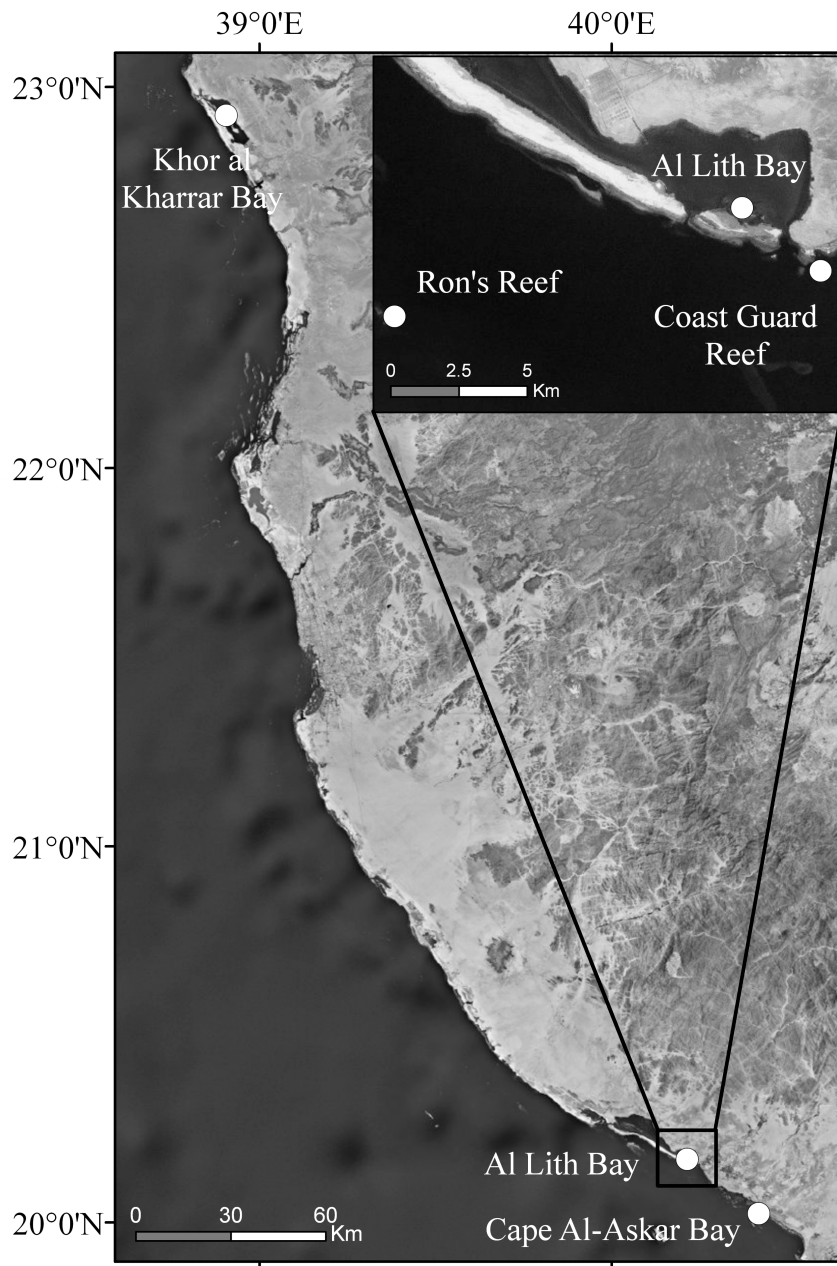 39°0'E 40°0'E
23°0'N
Khor al
Kharrar Bay
Al Lith Bay
Ron's Reef
Coast Guard
Reef
0 2.5 5
Km
22°0'N
21°0'N
Al Lith Bay
20°0'N
0 30 60
Km
Cape Al-Askar Bay